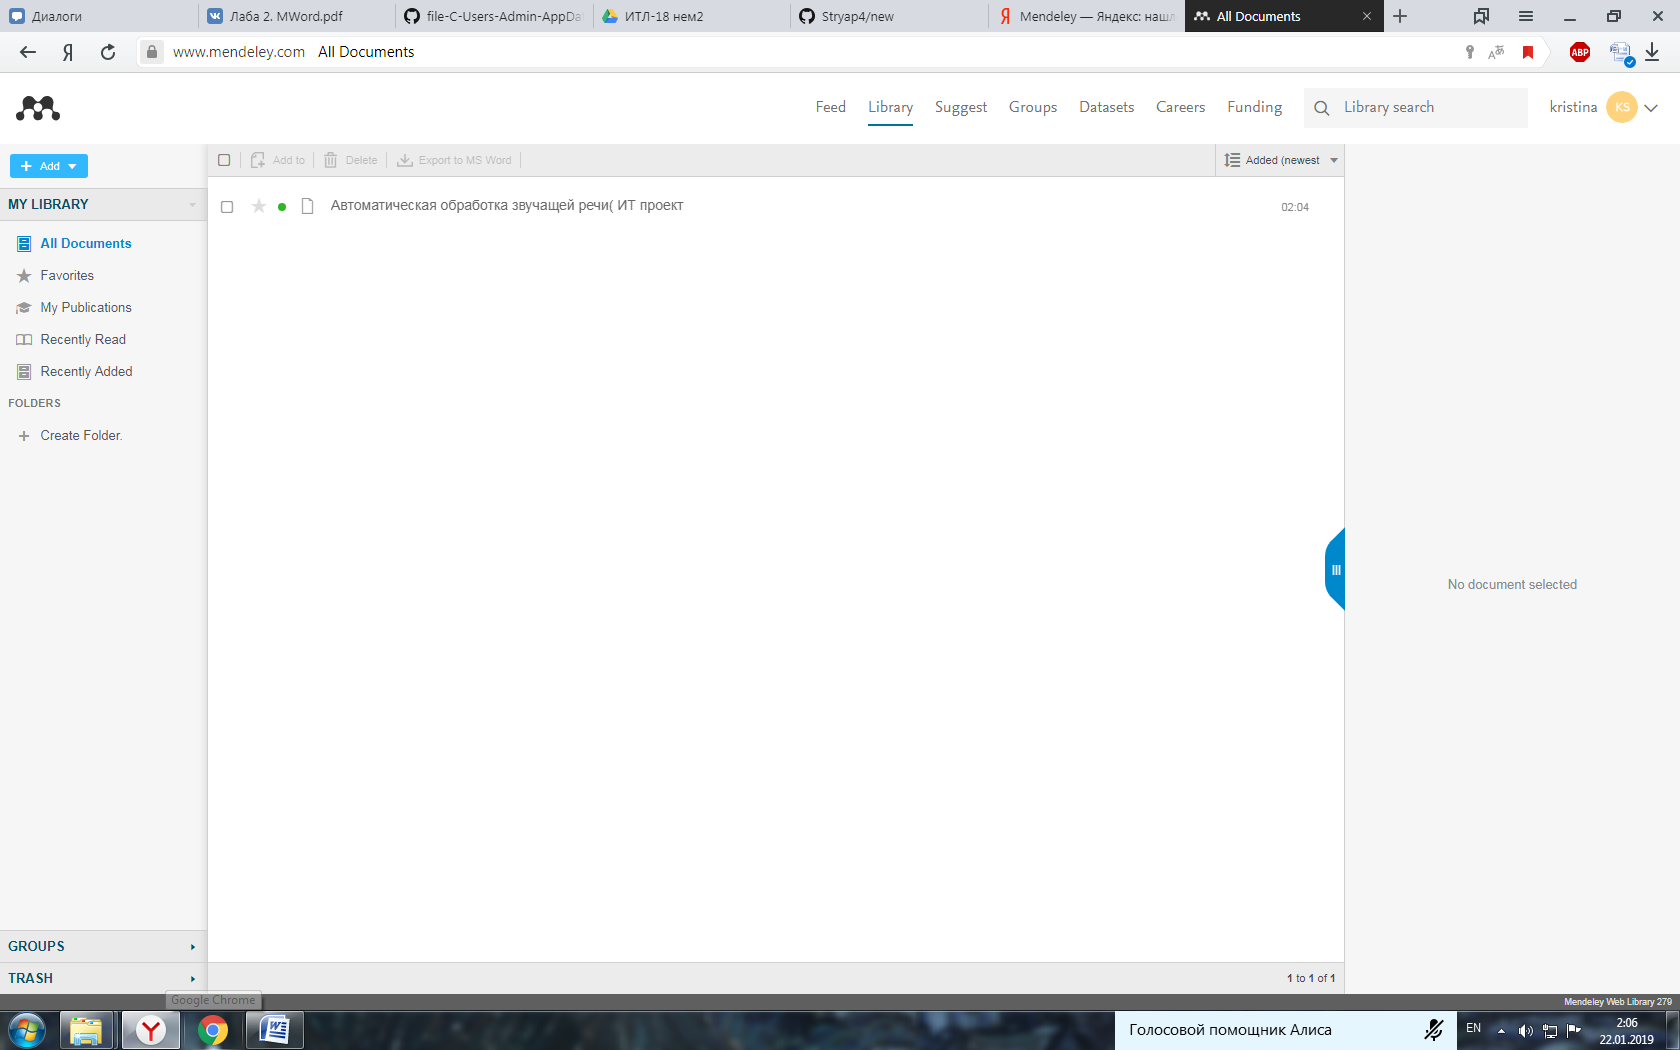 Диалоги
Лаба 2. MWord.pdf
file-C-Users-Admin-AppDa
ИТЛ-18 нем2
Stryap4/new
Mendeley — Яндекс: наш
All Documents
www.mendeley.com All Documents
ABP
Feed Library Suggest Groups Datasets Careers Funding Library search kristina KS
Add
Add to Delete Export to MS Word Added (newest
MY LIBRARY
Автоматическая обработка звучащей речи( ИТ проект 02:04
All Documents
Favorites
My Publications
Recently Read
Recently Added
FOLDERS
Create Folder.
No document selected
GROUPS
TRASH
1 to 1 of 1
Google Chrome
Mendeley Web Library 279
Голосовой помощник Алиса
EN
2:06
22.01.2019